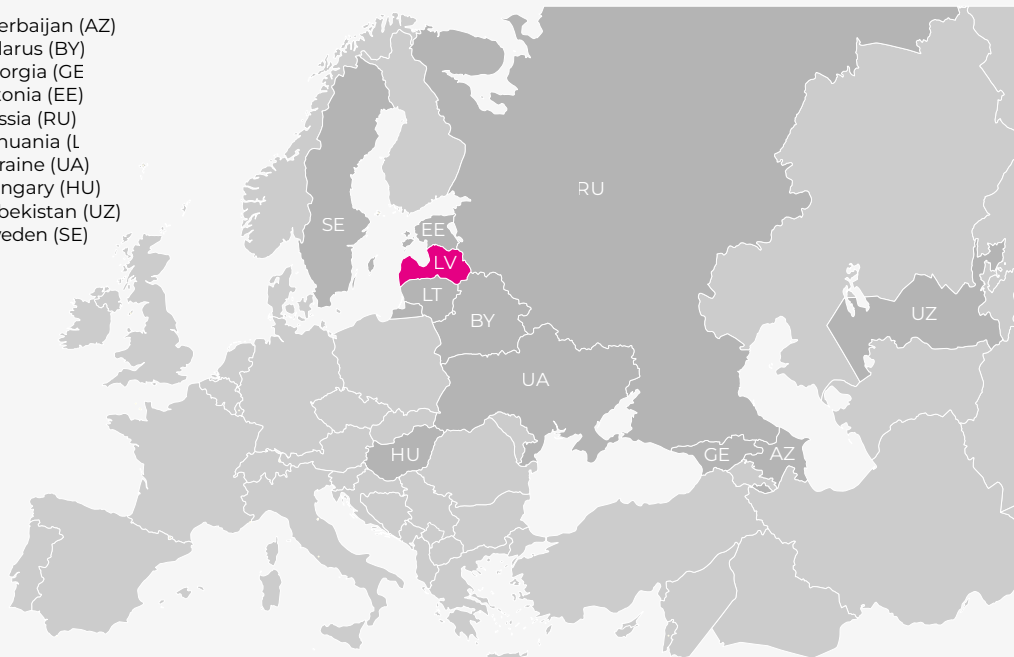 erbaijan (AZ)
larus (BY)
orgia (GE
tonia (EE)
ssia (RU)
huania (L
raine (UA)
ngary (HU)
bekistan (UZ)
eden (SE)
RU
SE
EE
LV
LT
UZ
BY
UA
HU
GE
AZ